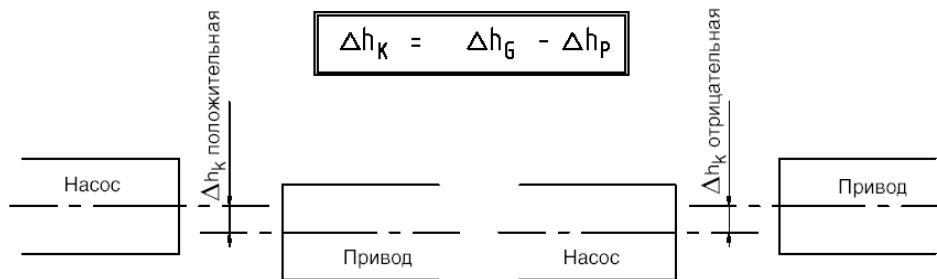 Δh_K = Δh_G - Δh_P
Δh_k положительная
Δh_k отрицательная
Насос
Привод
Привод
Насос